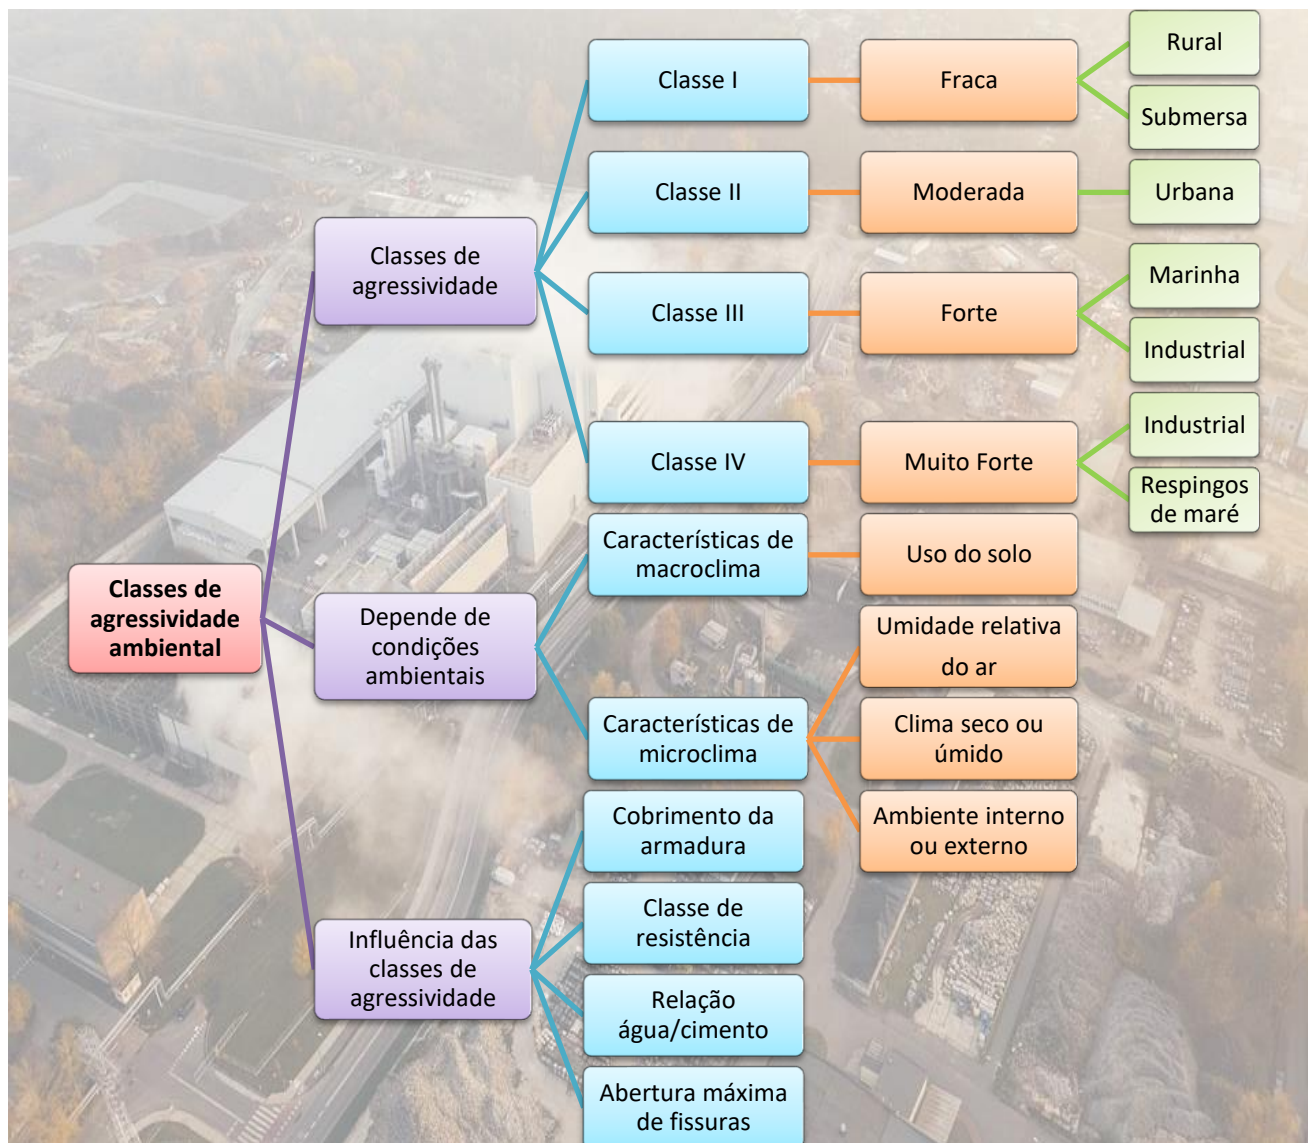 Classes de
agressividade
ambiental
Classes de
agressividade
Classe I
Fraca
Rural
Submersa
Classe II
Moderada
Urbana
Classe III
Forte
Marinha
Industrial
Classe IV
Muito Forte
Industrial
Respingos
de maré
Depende de
condições
ambientais
Características de
macroclima
Uso do solo
Características de
microclima
Umidade relativa
do ar
Clima seco ou
úmido
Ambiente interno
ou externo
Influência das
classes de
agressividade
Cobrimento da
armadura
Classe de
resistência
Relação
água/cimento
Abertura máxima
de fissuras